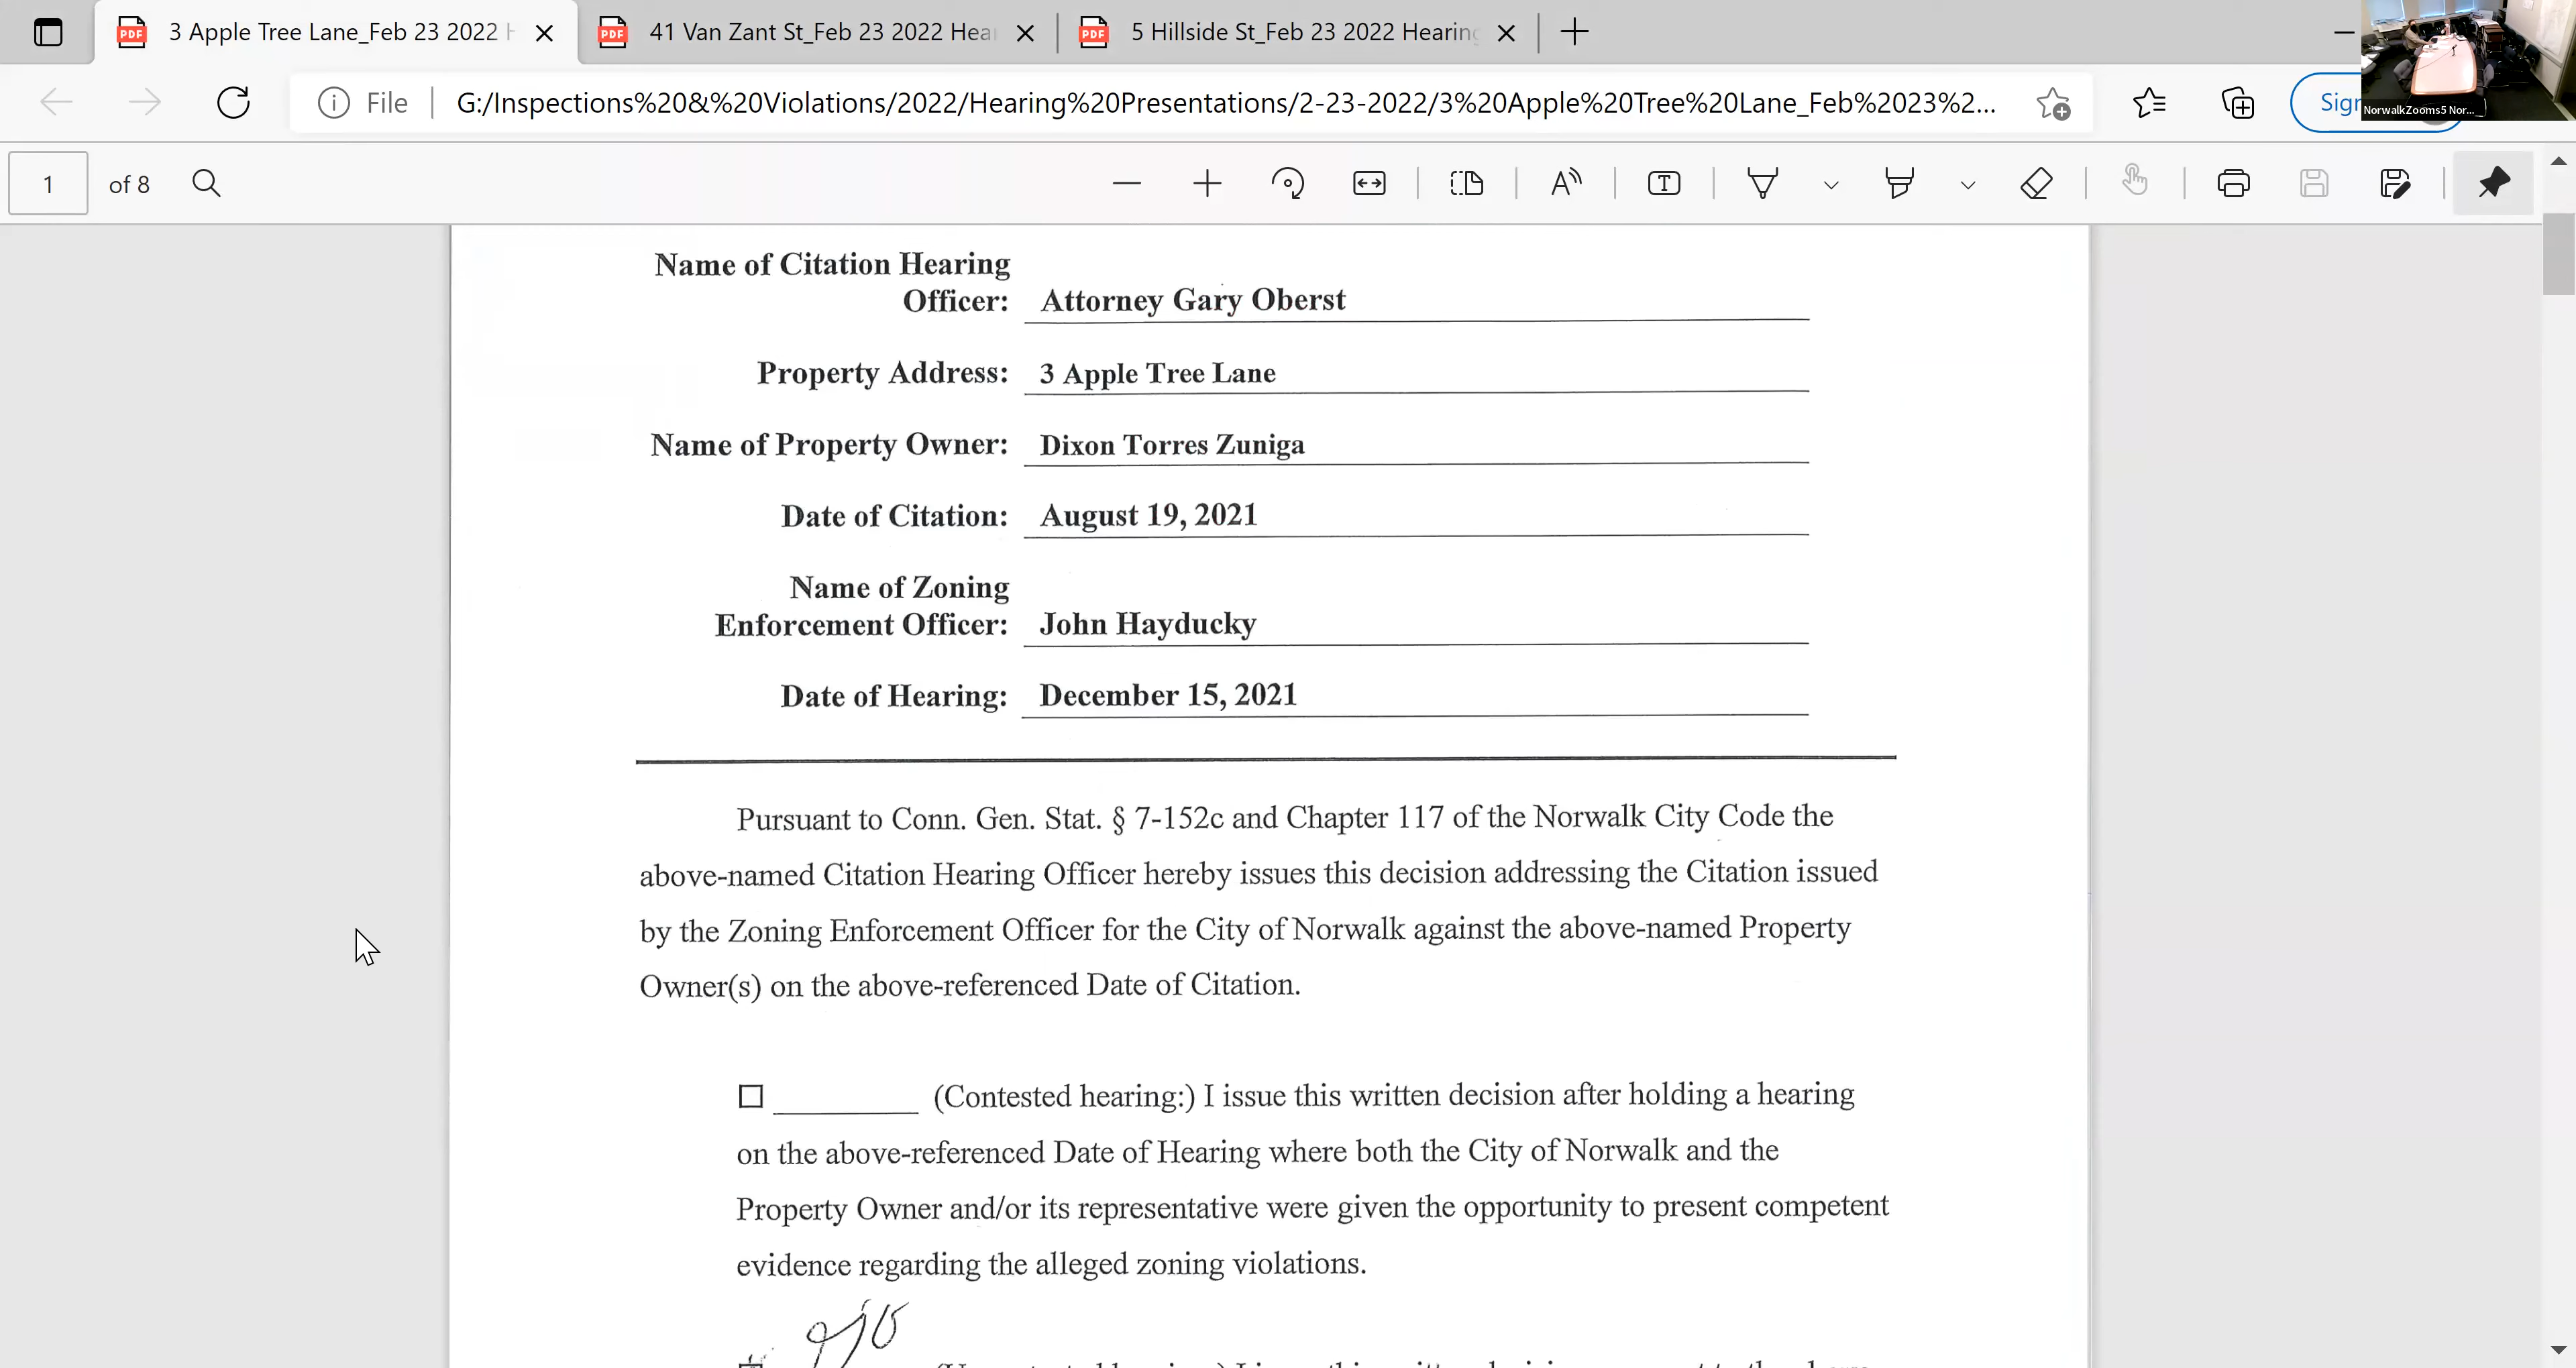 3 Apple Tree Lane_Feb 23 2022 H
41 Van Zant St_Feb 23 2022 Hear
5 Hillside St_Feb 23 2022 Hearing
File
G:/Inspections%20&%20Violations/2022/Hearing%20Presentations/2-23-2022/3%20Apple%20Tree%20Lane_Feb%2023%2...
Sign
NorwalkZooms5 Nor...
1 of 8
Name of Citation Hearing
Officer: Attorney Gary Oberst
Property Address: 3 Apple Tree Lane
Name of Property Owner: Dixon Torres Zuniga
Date of Citation: August 19, 2021
Name of Zoning
Enforcement Officer: John Hayducky
Date of Hearing: December 15, 2021
Pursuant to Conn. Gen. Stat. § 7-152c and Chapter 117 of the Norwalk City Code the
above-named Citation Hearing Officer hereby issues this decision addressing the Citation issued
by the Zoning Enforcement Officer for the City of Norwalk against the above-named Property
Owner(s) on the above-referenced Date of Citation.
☐ ________ (Contested hearing:) I issue this written decision after holding a hearing
on the above-referenced Date of Hearing where both the City of Norwalk and the
Property Owner and/or its representative were given the opportunity to present competent
evidence regarding the alleged zoning violations.